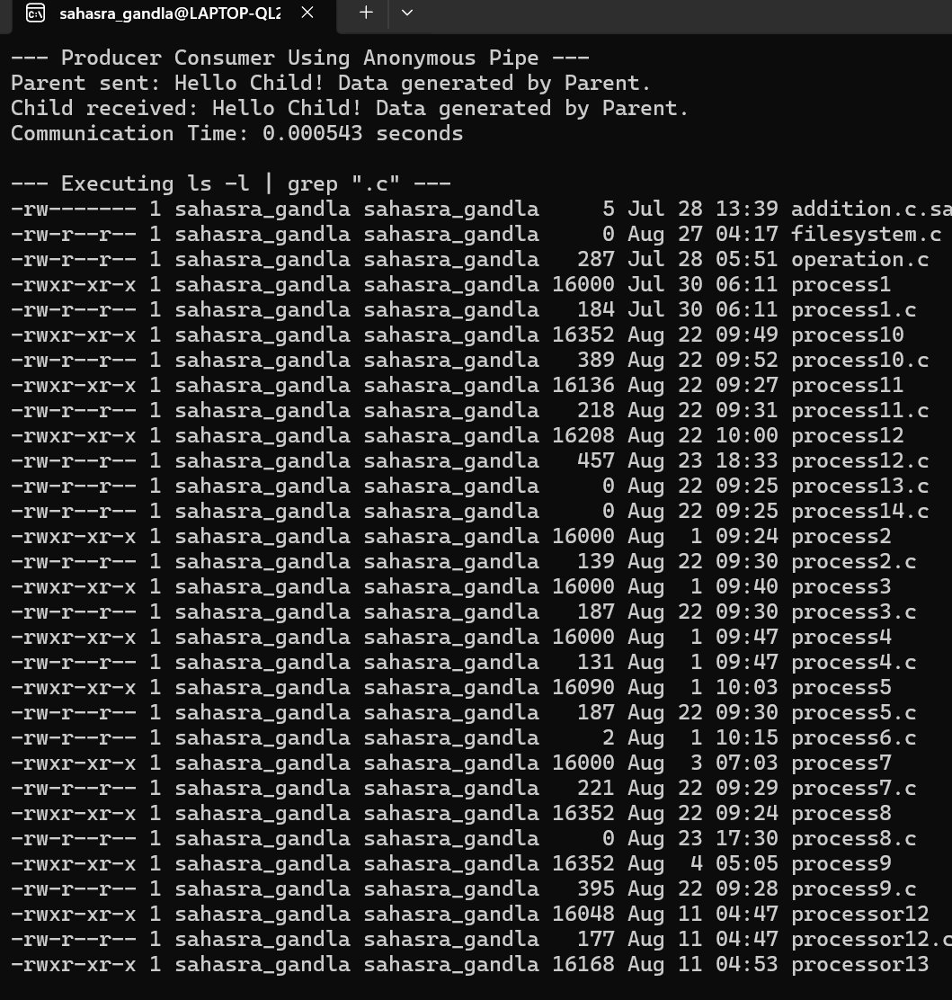 sahasra_gandla@LAPTOP-QL2
--- Producer Consumer Using Anonymous Pipe ---
Parent sent: Hello Child! Data generated by Parent.
Child received: Hello Child! Data generated by Parent.
Communication Time: 0.000543 seconds
--- Executing ls -l | grep ".c" ---
-rw------- 1 sahasra_gandla sahasra_gandla     5 Jul 28 13:39 addition.c.sa
-rw-r--r-- 1 sahasra_gandla sahasra_gandla     0 Aug 27 04:17 filesystem.c
-rw-r--r-- 1 sahasra_gandla sahasra_gandla   287 Jul 28 05:51 operation.c
-rwxr-xr-x 1 sahasra_gandla sahasra_gandla 16000 Jul 30 06:11 process1
-rw-r--r-- 1 sahasra_gandla sahasra_gandla   184 Jul 30 06:11 process1.c
-rwxr-xr-x 1 sahasra_gandla sahasra_gandla 16352 Aug 22 09:49 process10
-rw-r--r-- 1 sahasra_gandla sahasra_gandla   389 Aug 22 09:52 process10.c
-rwxr-xr-x 1 sahasra_gandla sahasra_gandla 16136 Aug 22 09:27 process11
-rw-r--r-- 1 sahasra_gandla sahasra_gandla   218 Aug 22 09:31 process11.c
-rwxr-xr-x 1 sahasra_gandla sahasra_gandla 16208 Aug 22 10:00 process12
-rw-r--r-- 1 sahasra_gandla sahasra_gandla   457 Aug 23 18:33 process12.c
-rw-r--r-- 1 sahasra_gandla sahasra_gandla     0 Aug 22 09:25 process13.c
-rw-r--r-- 1 sahasra_gandla sahasra_gandla     0 Aug 22 09:25 process14.c
-rwxr-xr-x 1 sahasra_gandla sahasra_gandla 16000 Aug  1 09:24 process2
-rw-r--r-- 1 sahasra_gandla sahasra_gandla   139 Aug 22 09:30 process2.c
-rwxr-xr-x 1 sahasra_gandla sahasra_gandla 16000 Aug  1 09:40 process3
-rw-r--r-- 1 sahasra_gandla sahasra_gandla   187 Aug 22 09:30 process3.c
-rwxr-xr-x 1 sahasra_gandla sahasra_gandla 16000 Aug  1 09:47 process4
-rw-r--r-- 1 sahasra_gandla sahasra_gandla   131 Aug  1 09:47 process4.c
-rwxr-xr-x 1 sahasra_gandla sahasra_gandla 16090 Aug  1 10:03 process5
-rw-r--r-- 1 sahasra_gandla sahasra_gandla   187 Aug 22 09:30 process5.c
-rw-r--r-- 1 sahasra_gandla sahasra_gandla     2 Aug  1 10:15 process6.c
-rwxr-xr-x 1 sahasra_gandla sahasra_gandla 16000 Aug  3 07:03 process7
-rw-r--r-- 1 sahasra_gandla sahasra_gandla   221 Aug 22 09:29 process7.c
-rwxr-xr-x 1 sahasra_gandla sahasra_gandla 16352 Aug 22 09:24 process8
-rw-r--r-- 1 sahasra_gandla sahasra_gandla     0 Aug 23 17:30 process8.c
-rwxr-xr-x 1 sahasra_gandla sahasra_gandla 16352 Aug  4 05:05 process9
-rw-r--r-- 1 sahasra_gandla sahasra_gandla   395 Aug 22 09:28 process9.c
-rwxr-xr-x 1 sahasra_gandla sahasra_gandla 16048 Aug 11 04:47 processor12
-rw-r--r-- 1 sahasra_gandla sahasra_gandla   177 Aug 11 04:47 processor12.c
-rwxr-xr-x 1 sahasra_gandla sahasra_gandla 16168 Aug 11 04:53 processor13